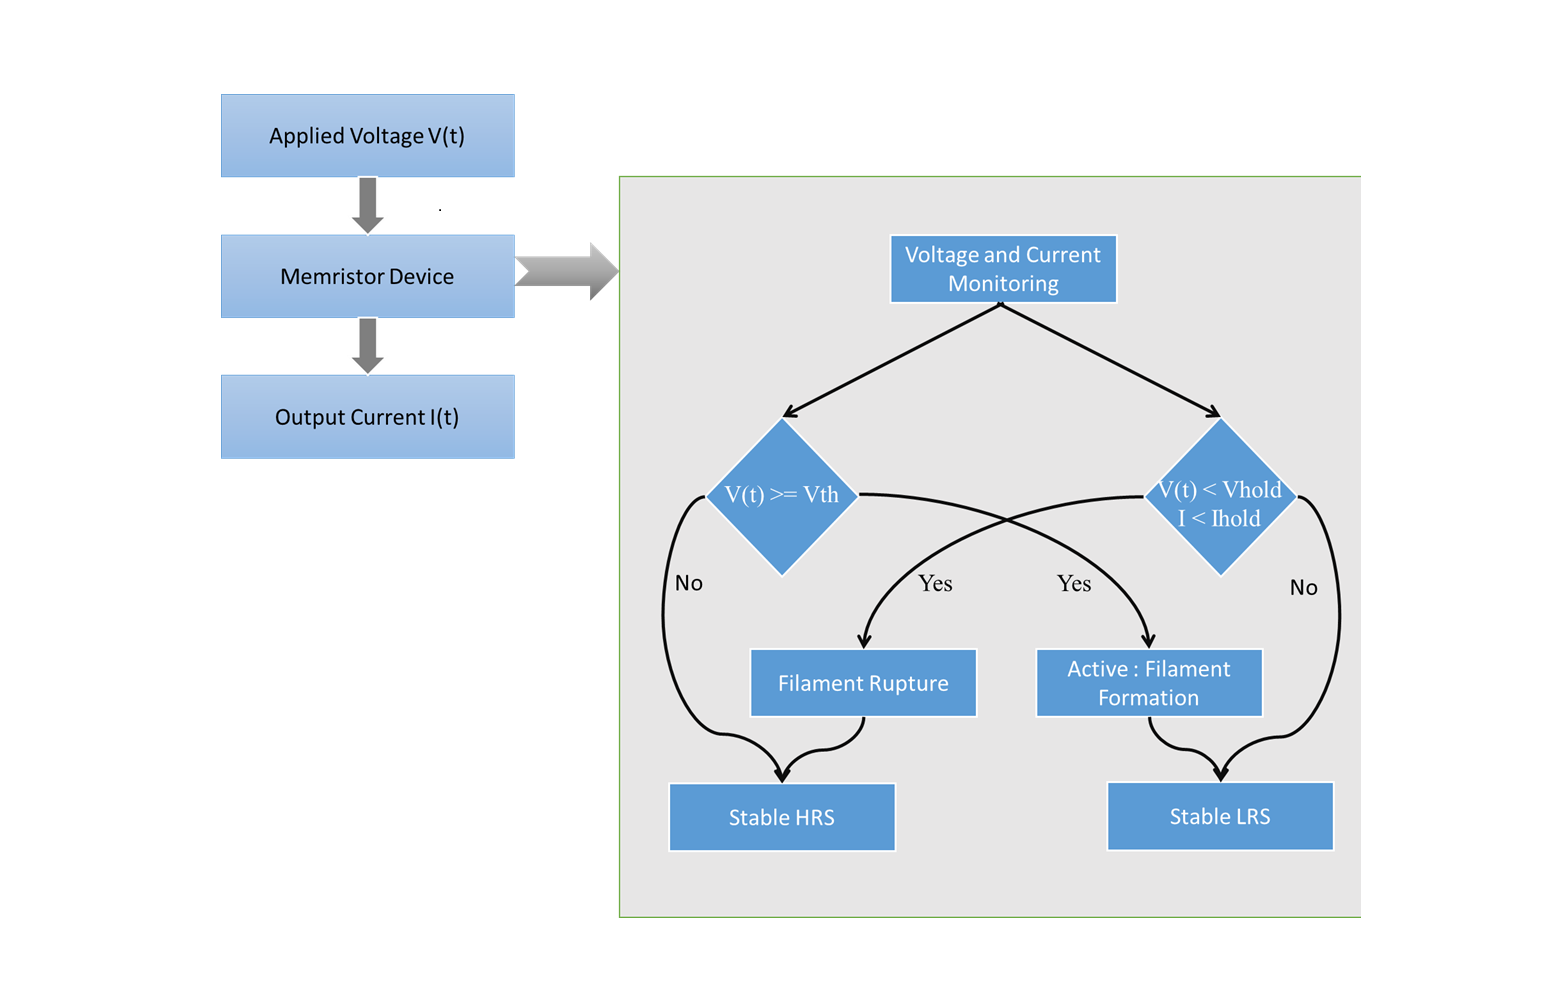 Applied Voltage V(t)
Memristor Device
Output Current I(t)
Voltage and Current
Monitoring
V(t) >= Vth
V(t) < Vhold
I < Ihold
No
Yes
Yes
No
Filament Rupture
Active : Filament
Formation
Stable HRS
Stable LRS